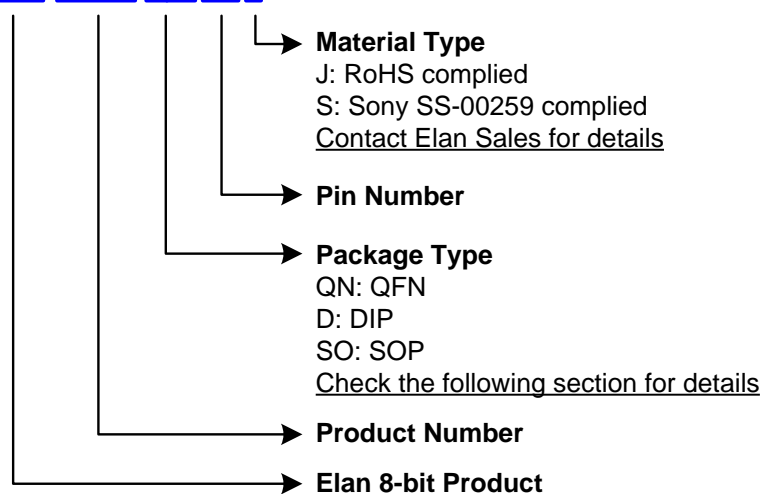 Material Type
J: RoHS complied
S: Sony SS-00259 complied
Contact Elan Sales for details
Pin Number
Package Type
QN: QFN
D: DIP
SO: SOP
Check the following section for details
Product Number
Elan 8-bit Product